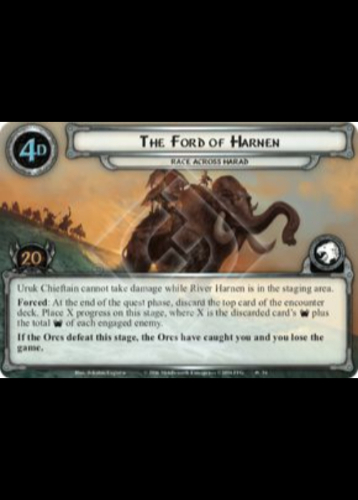 4D
THE FORD OF HARNEN
RACE ACROSS HARAD
20
Uruk Chieftain cannot take damage while River Harnen is in the staging area.
Forced: At the end of the quest phase, discard the top card of the encounter
deck. Place X progress on this stage, where X is the discarded card's plus
the total of each engaged enemy.
If the Orcs defeat this stage, the Orcs have caught you and you lose the
game.